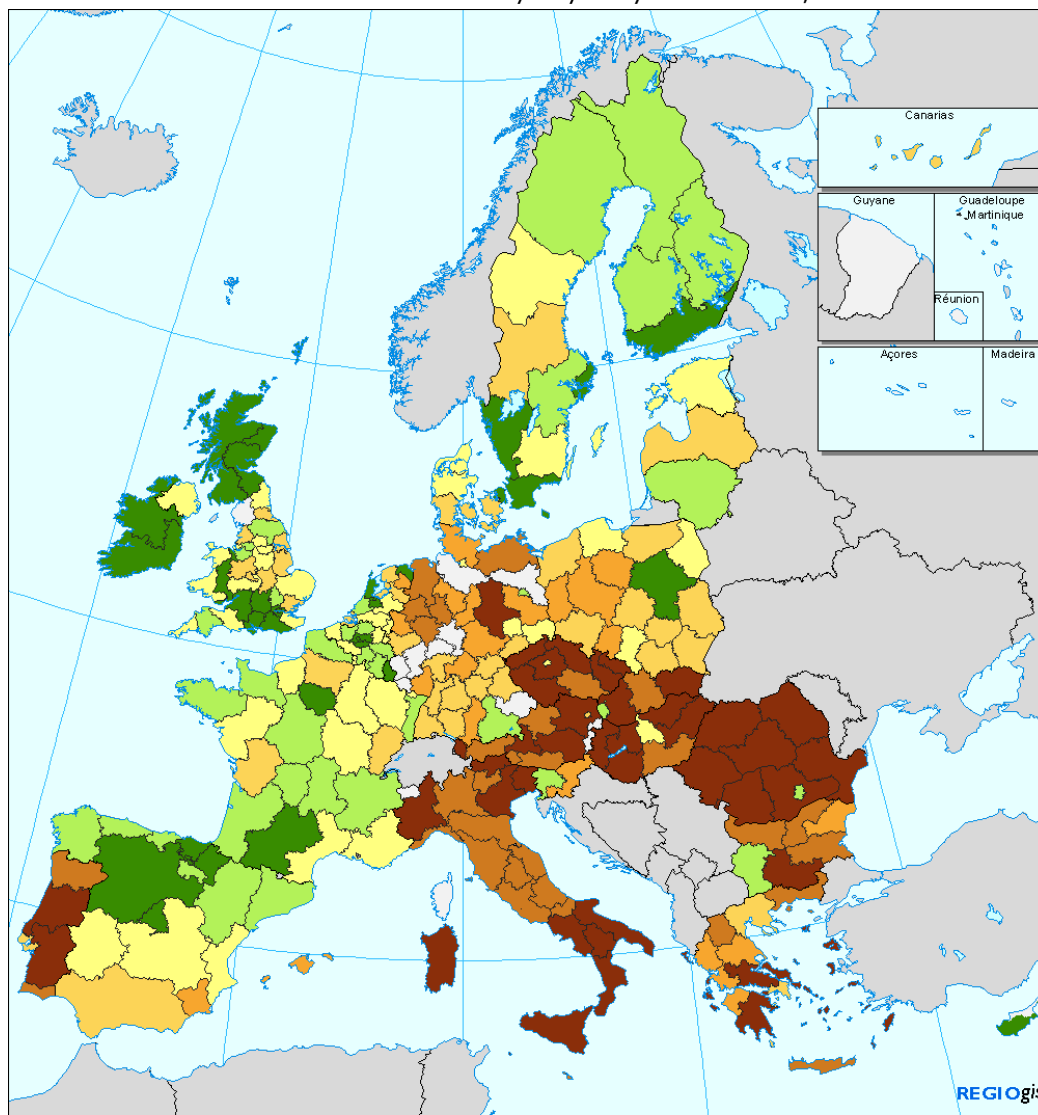 Canarias
Guyane
Guadeloupe
Martinique
Réunion
Açores
Madeira
REGIOgis